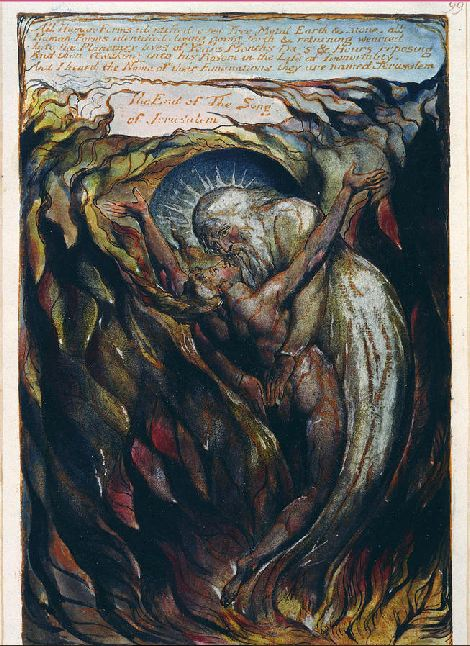 99
All Human Forms identified even Tree Metal Earth & Stone. all
Human Forms identified, living going forth & returning wearied
Into the Planetary lives of Years Months Days & Hours reposing
And then Awaking into his Bosom in the Life of Immortality.
And I heard the Name of their Emanations they are named Jerusalem
The End of The Song
of Jerusalem